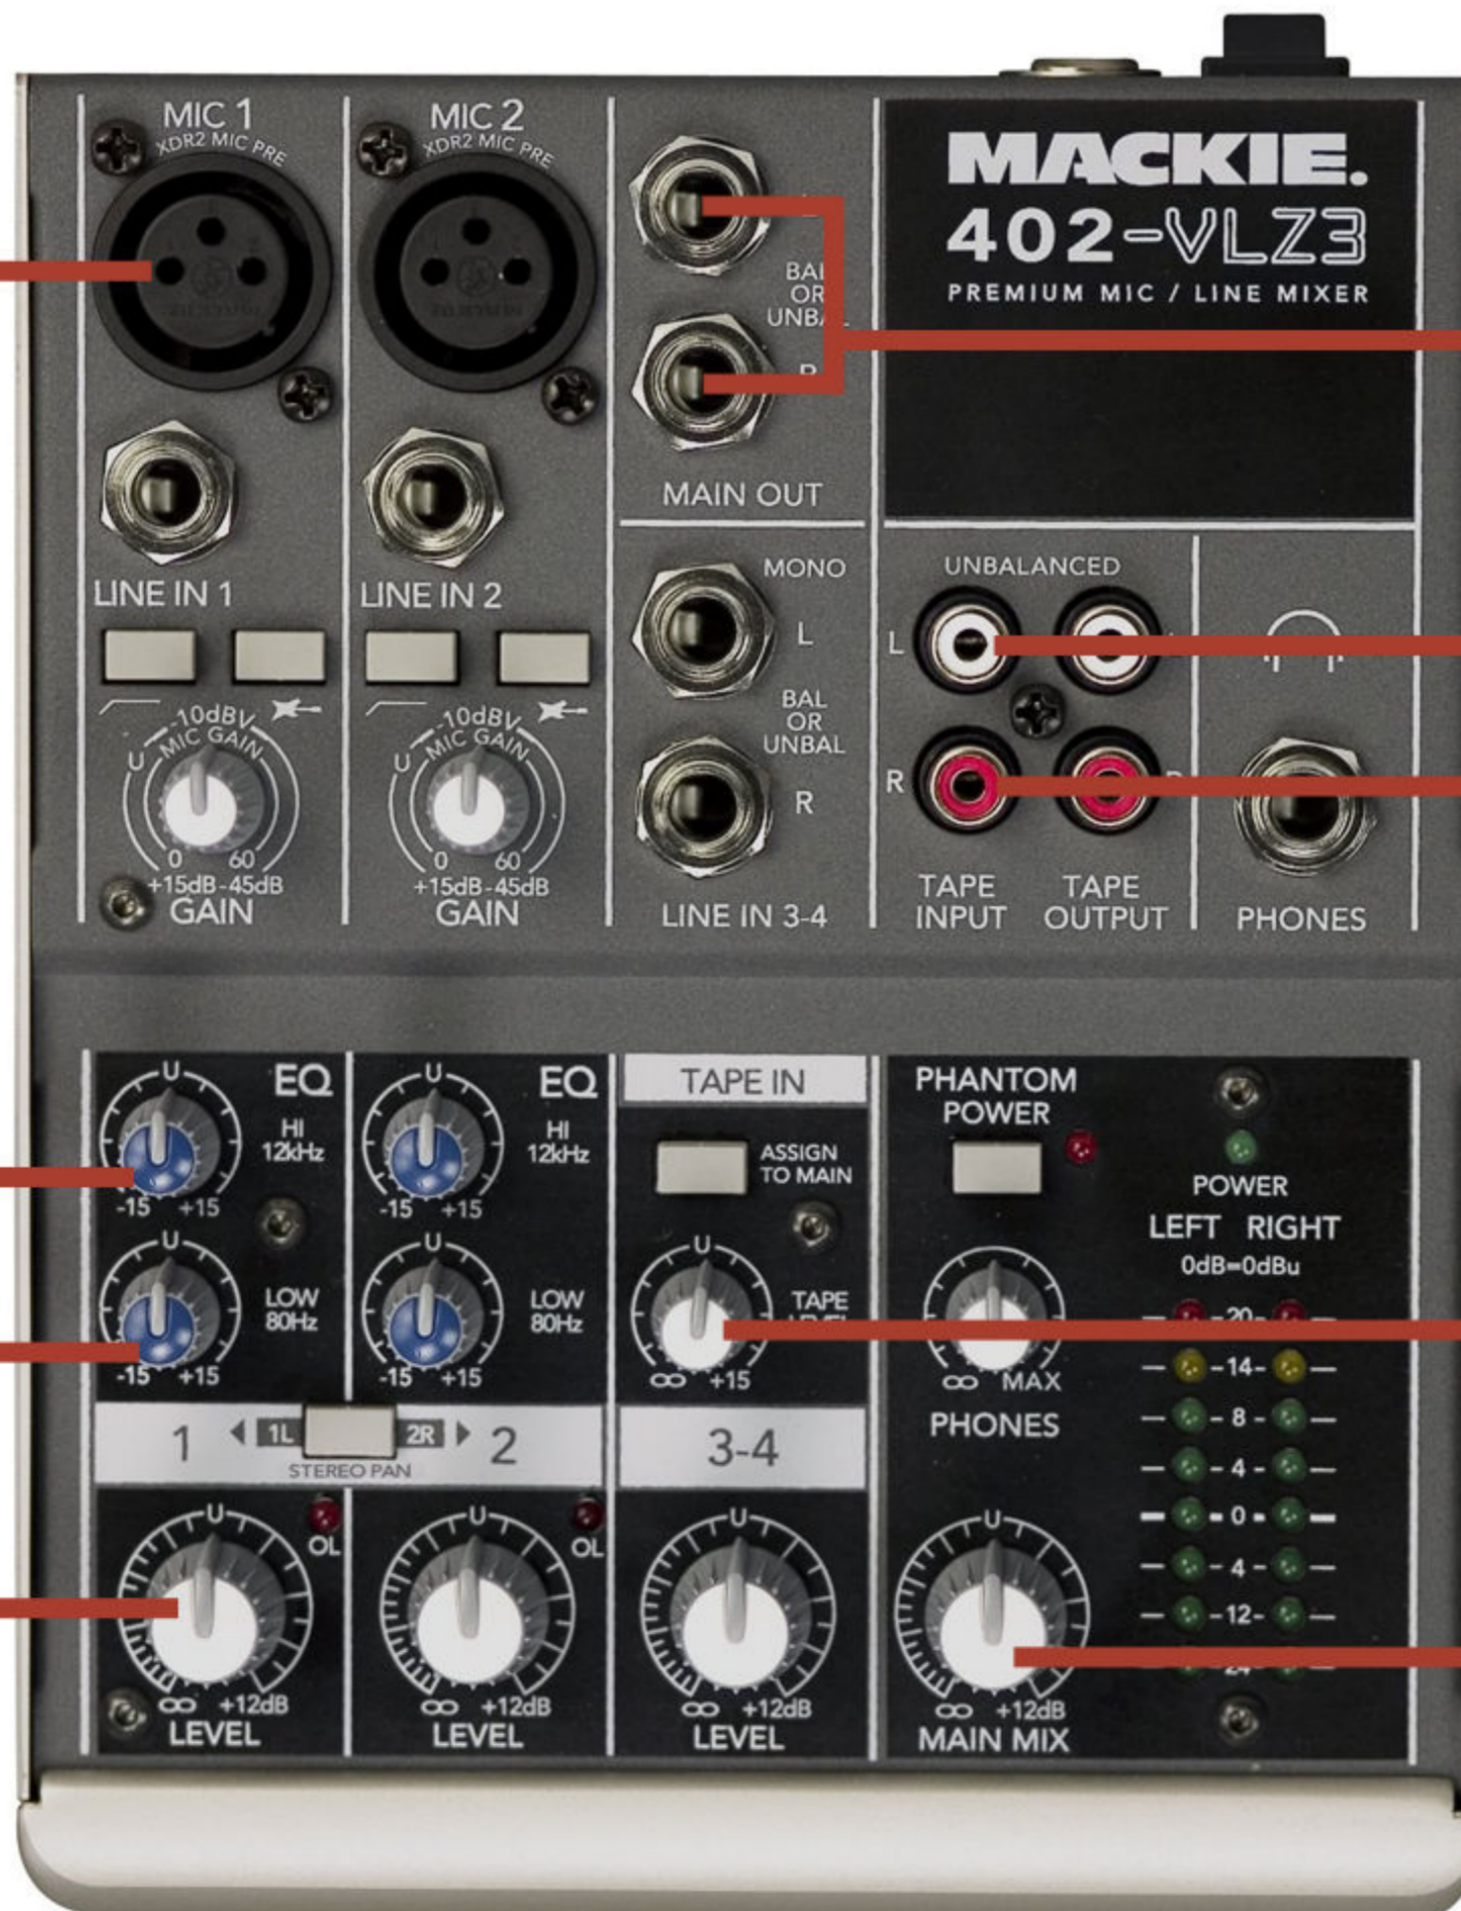 MIC 1
XDR2 MIC PRE
MIC 2
XDR2 MIC PRE
BAL
OR
UNBAL
R
MAIN OUT
MACKIE.
402-VLZ3
PREMIUM MIC / LINE MIXER
LINE IN 1
LINE IN 2
MONO
L
BAL
OR
UNBAL
R
LINE IN 3-4
UNBALANCED
L
R
TAPE
INPUT
TAPE
OUTPUT
PHONES
-10dBV
MIC GAIN
U
0 60
+15dB-45dB
GAIN
-10dBV
MIC GAIN
U
0 60
+15dB-45dB
GAIN
U
EQ
HI
12kHz
-15 +15
U
LOW
80Hz
-15 +15
U
EQ
HI
12kHz
-15 +15
U
LOW
80Hz
-15 +15
1 1L 2R 2
STEREO PAN
U
OL
∞ +12dB
LEVEL
U
OL
∞ +12dB
LEVEL
TAPE IN
ASSIGN
TO MAIN
U
TAPE
∞ +15
3-4
U
∞ +12dB
LEVEL
PHANTOM
POWER
∞ MAX
PHONES
U
∞ +12dB
MAIN MIX
POWER
LEFT RIGHT
0dB=0dBu
20
14
8
4
0
4
12